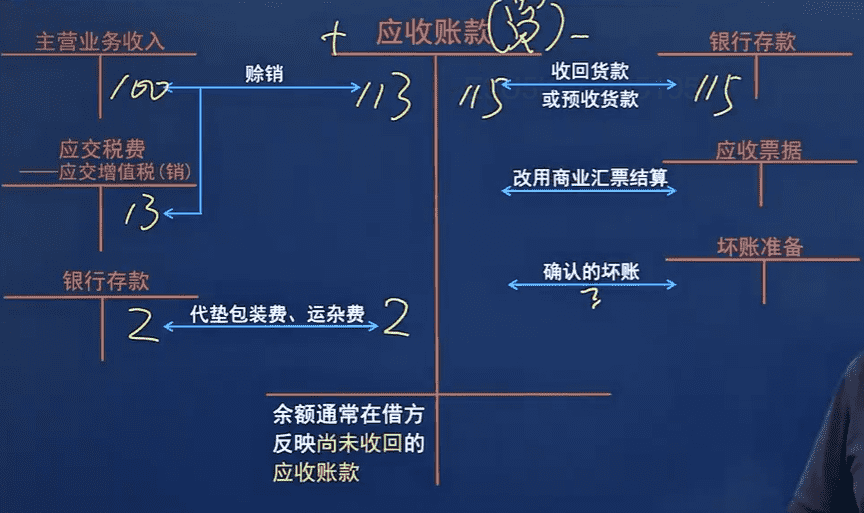 主营业务收入
+ 应收账款(资) -
银行存款
100
赊销
113
115
收回货款
或预收货款
115
应交税费
——应交增值税(销)
13
应收票据
改用商业汇票结算
坏账准备
确认的坏账
银行存款
2
代垫包装费、运杂费
2
余额通常在借方
反映尚未收回的
应收账款